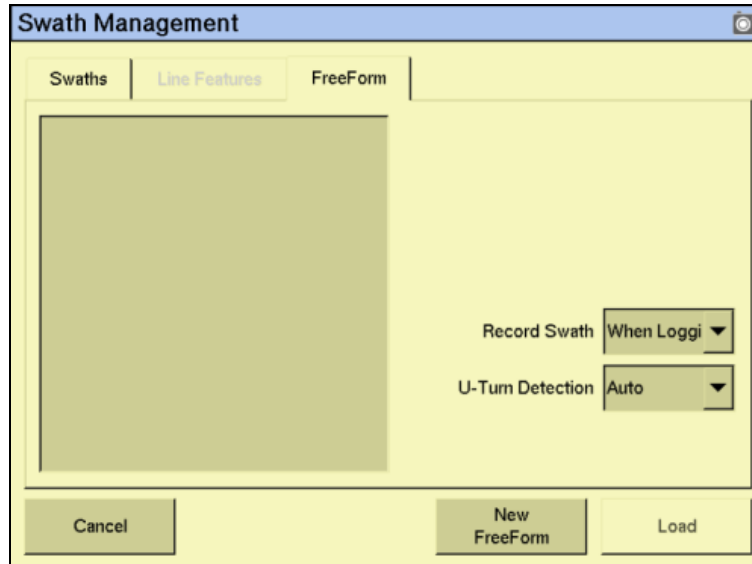 Swath Management
Swaths
Line Features
FreeForm
Record Swath
When Loggi
U-Turn Detection
Auto
Cancel
New
FreeForm
Load